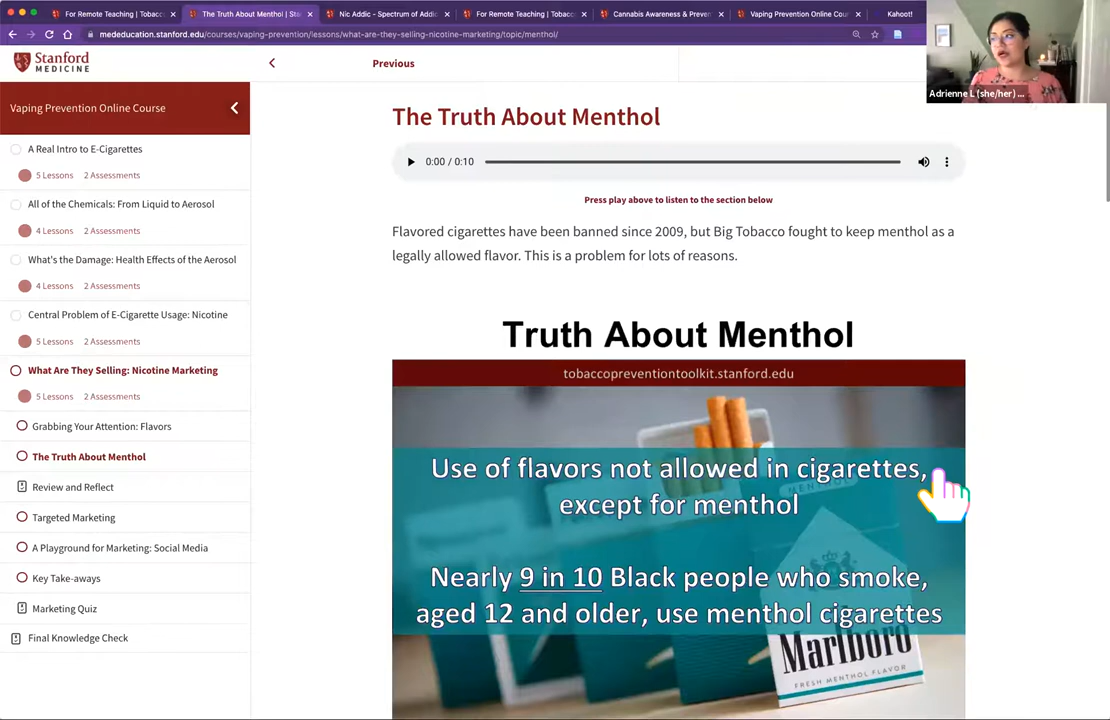 For Remote Teaching | Tobacc
The Truth About Menthol | Sta
Nic Addic - Spectrum of Addic
For Remote Teaching | Tobacc
Cannabis Awareness & Preven
Vaping Prevention Online Cou
Kahoot!
mededucation.stanford.edu/courses/vaping-prevention/lessons/what-are-they-selling-nicotine-marketing/topic/menthol/
Stanford
MEDICINE
Previous
Adrienne L (she/her) ...
Vaping Prevention Online Course
A Real Intro to E-Cigarettes
5 Lessons 2 Assessments
All of the Chemicals: From Liquid to Aerosol
4 Lessons 2 Assessments
What's the Damage: Health Effects of the Aerosol
4 Lessons 2 Assessments
Central Problem of E-Cigarette Usage: Nicotine
5 Lessons 2 Assessments
What Are They Selling: Nicotine Marketing
5 Lessons 2 Assessments
Grabbing Your Attention: Flavors
The Truth About Menthol
Review and Reflect
Targeted Marketing
A Playground for Marketing: Social Media
Key Take-aways
Marketing Quiz
Final Knowledge Check
The Truth About Menthol
0:00 / 0:10
Press play above to listen to the section below
Flavored cigarettes have been banned since 2009, but Big Tobacco fought to keep menthol as a
legally allowed flavor. This is a problem for lots of reasons.
Truth About Menthol
tobaccopreventiontoolkit.stanford.edu
Use of flavors not allowed in cigarettes,
except for menthol
Nearly 9 in 10 Black people who smoke,
aged 12 and older, use menthol cigarettes
Marlboro
FRESH MENTHOL FLAVOR